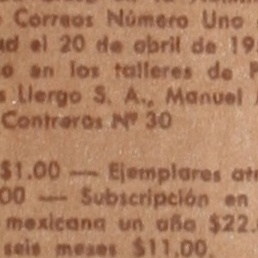 Correos Número Uno
el 20 de abril de 19
en los talleres de
Llergo S. A., Manuel
Contreras Nº 30
$1.00 — Ejemplares
00 — Subscripción en
mexicana un año $22.
seis meses $11.00.